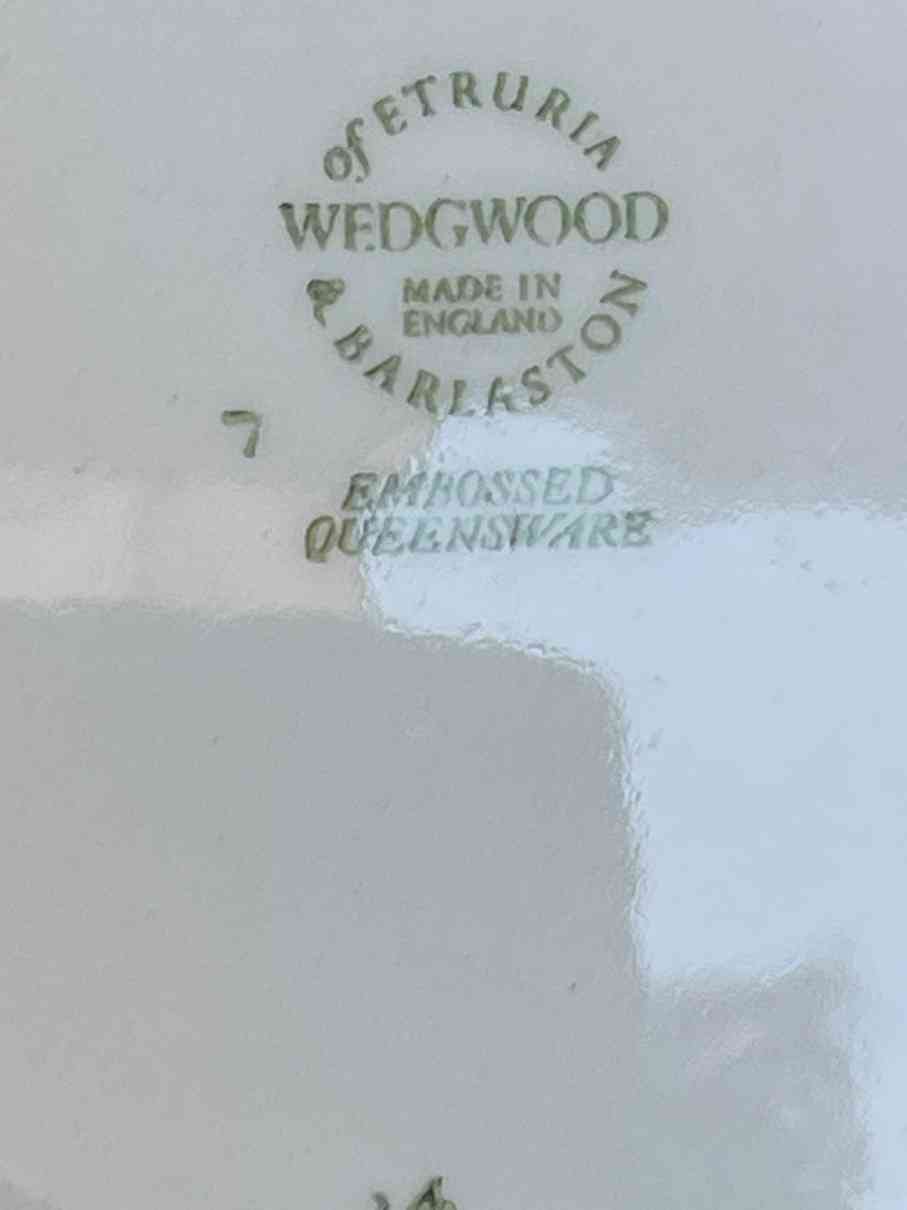 of ETRURIA
WEDGWOOD
MADE IN
ENGLAND
& BARLASTON
7
EMBOSSED
QUEENSWARE